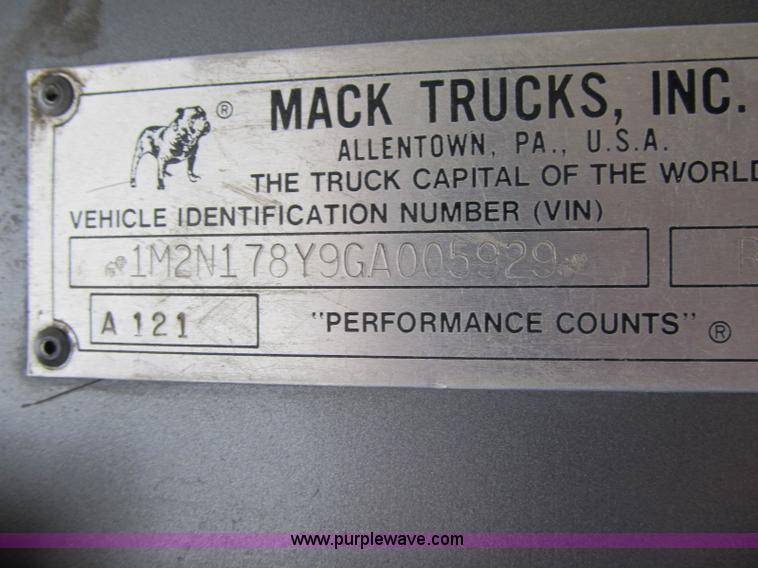 ®
MACK TRUCKS, INC.
ALLENTOWN, PA., U.S.A.
THE TRUCK CAPITAL OF THE WORLD
VEHICLE IDENTIFICATION NUMBER (VIN)
1M2N178Y9GA005929
R
A 121
"PERFORMANCE COUNTS" ®
www.purplewave.com